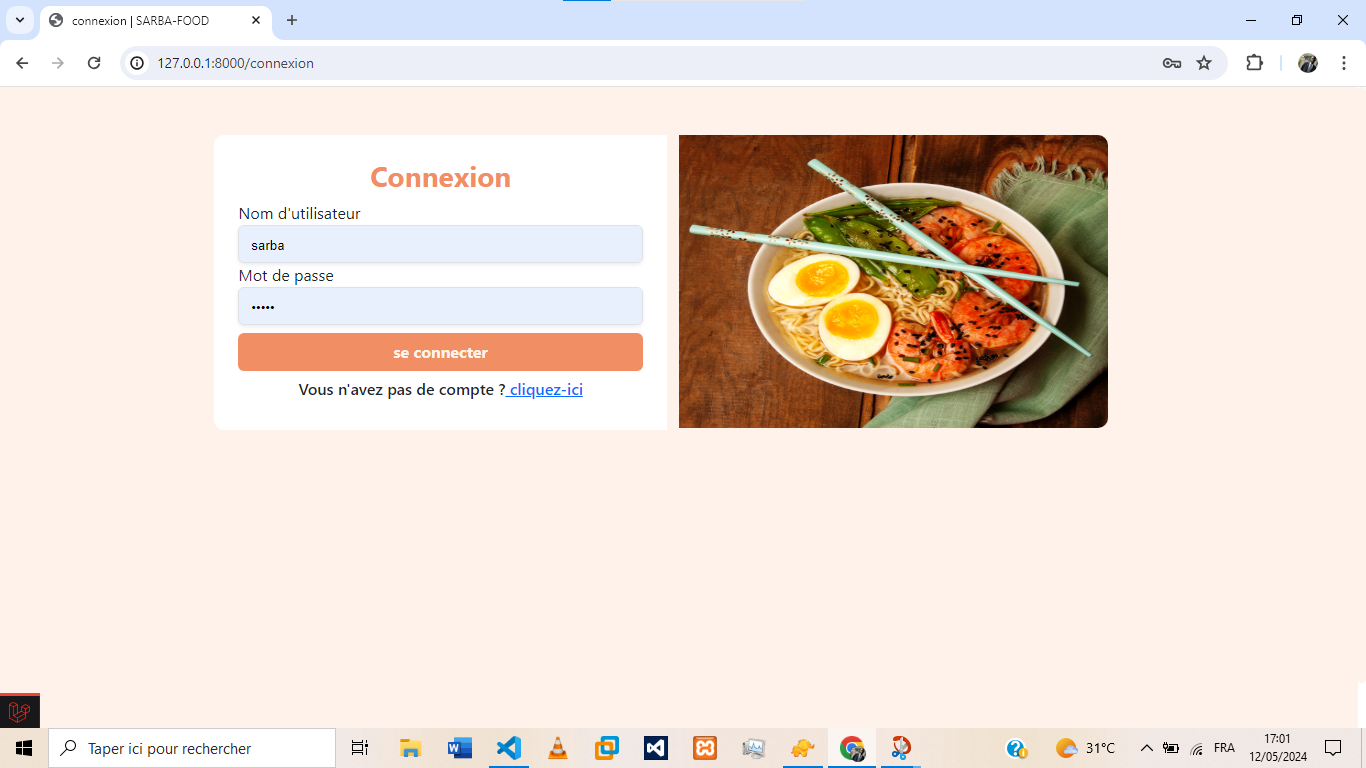 connexion | SARBA-FOOD
127.0.0.1:8000/connexion
Connexion
Nom d'utilisateur
sarba
Mot de passe
•••••
se connecter
Vous n'avez pas de compte ? cliquez-ici
Taper ici pour rechercher
31°C
FRA
17:01
12/05/2024